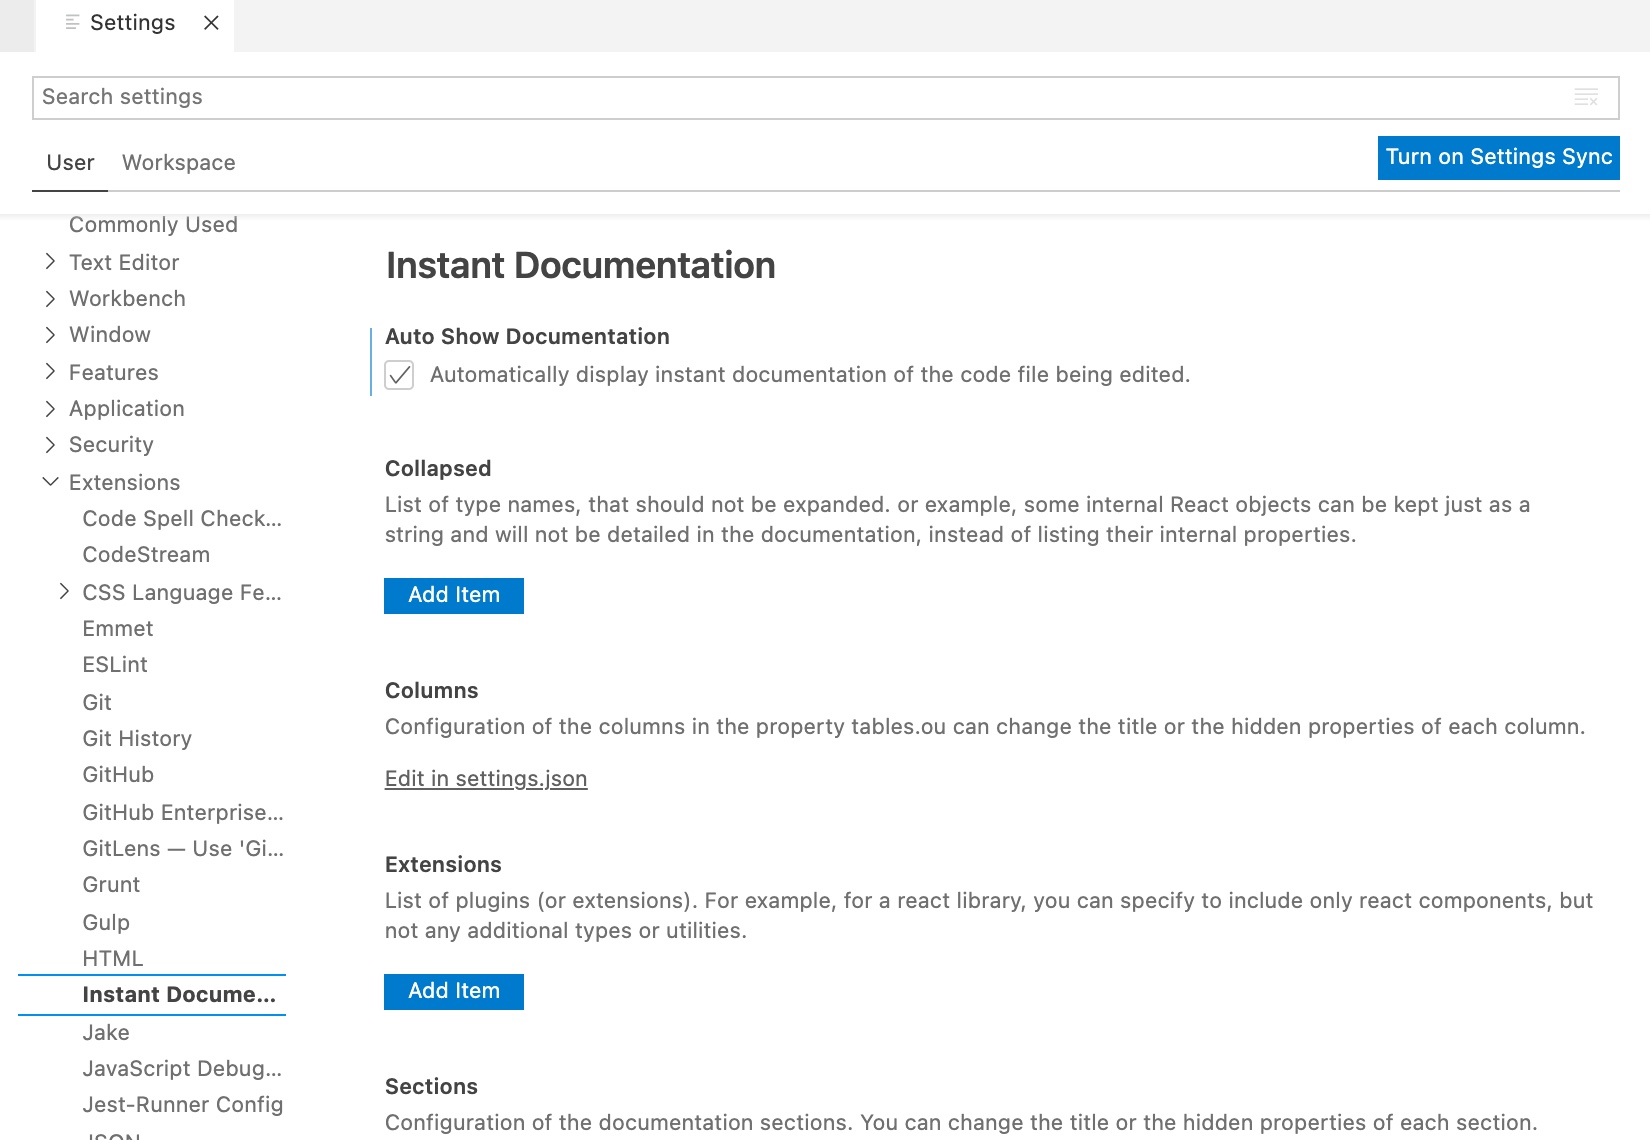 Settings
Search settings
User Workspace
Turn on Settings Sync
Commonly Used
Text Editor
Workbench
Window
Features
Application
Security
Extensions
Code Spell Check...
CodeStream
CSS Language Fe...
Emmet
ESLint
Git
Git History
GitHub
GitHub Enterprise...
GitLens — Use 'Gi...
Grunt
Gulp
HTML
Instant Docume...
Jake
JavaScript Debug...
Jest-Runner Config
JSON
Instant Documentation
Auto Show Documentation
Automatically display instant documentation of the code file being edited.
Collapsed
List of type names, that should not be expanded. or example, some internal React objects can be kept just as a
string and will not be detailed in the documentation, instead of listing their internal properties.
Add Item
Columns
Configuration of the columns in the property tables.ou can change the title or the hidden properties of each column.
Edit in settings.json
Extensions
List of plugins (or extensions). For example, for a react library, you can specify to include only react components, but
not any additional types or utilities.
Add Item
Sections
Configuration of the documentation sections. You can change the title or the hidden properties of each section.